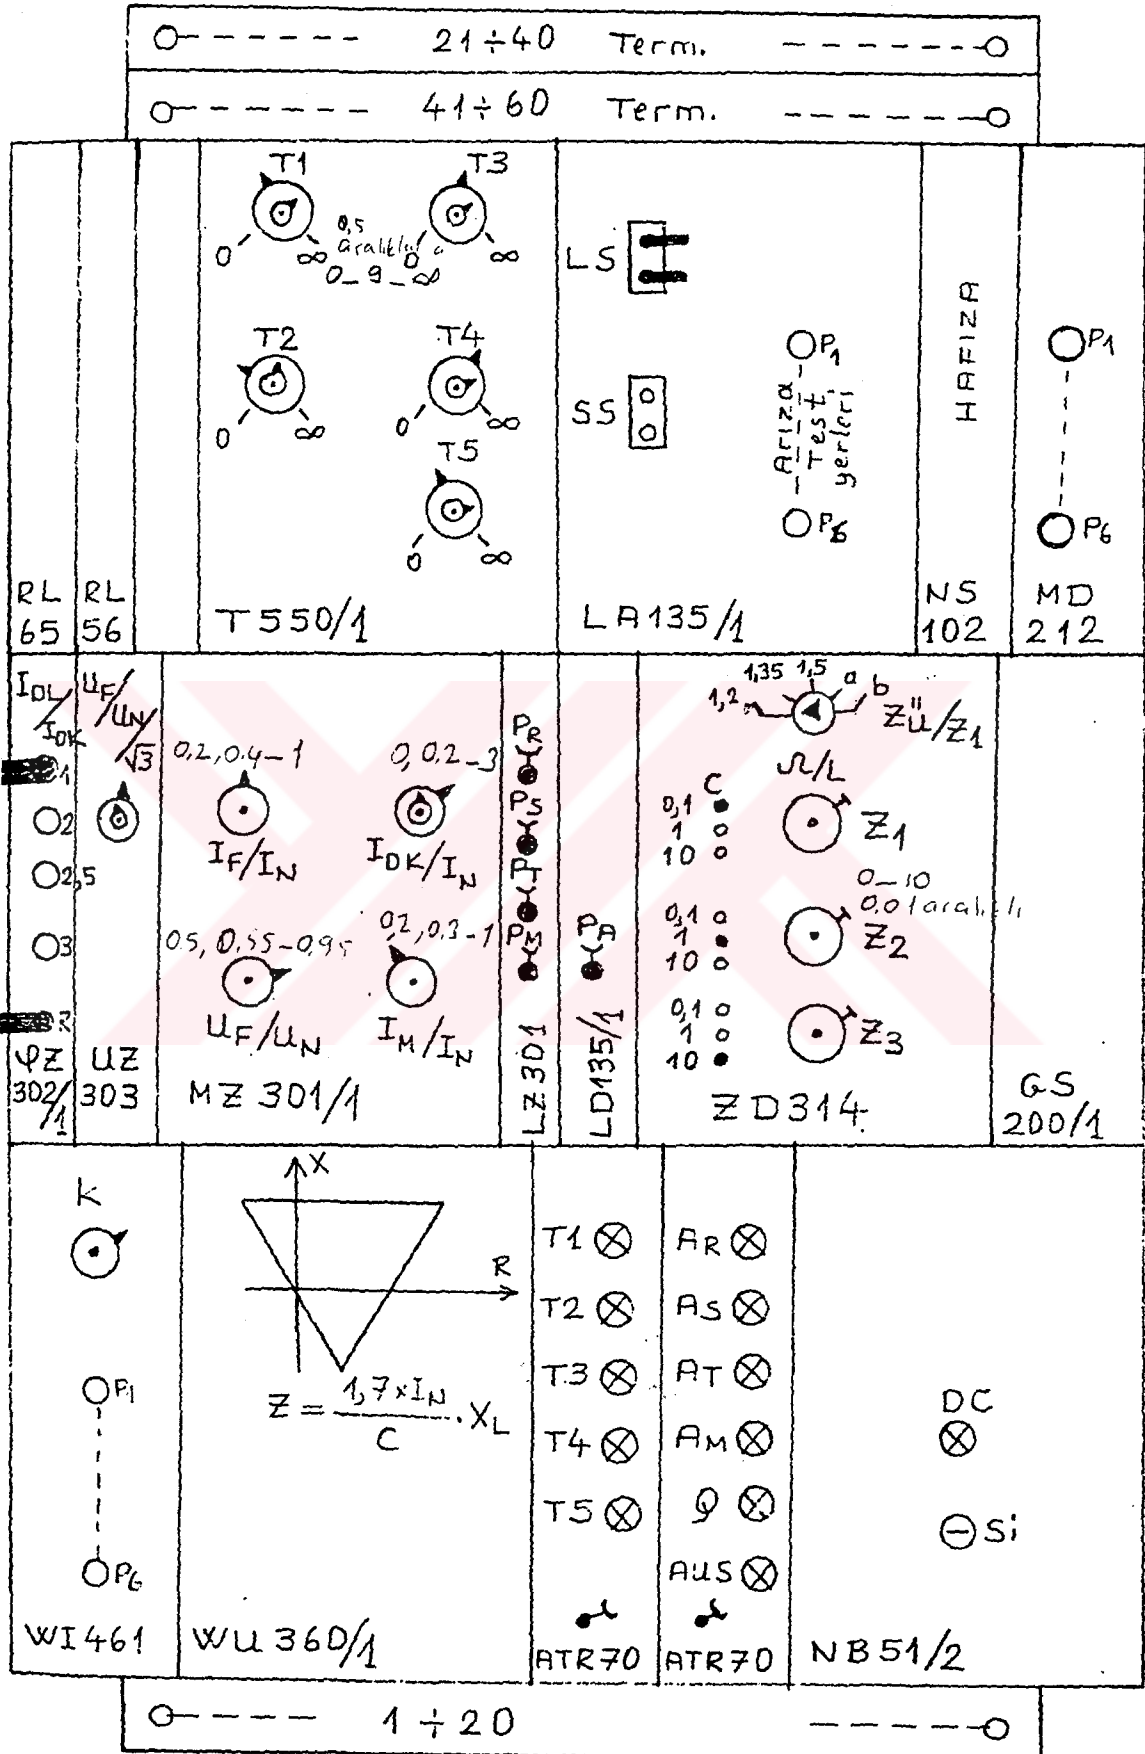 21÷40 Term.
41÷60 Term.
T1
T3
0,5
0 ∞ 0 ∞
0_9_∞
T2
T4
0 ∞ 0 ∞
T5
0 ∞
RL
65
RL
56
T550/1
LS
SS
P1
Arıza
Test
yerleri
P6
LA135/1
HAFIZA
NS
102
P1
P6
MD
212
IDL/IDK
1
2
2,5
3
φZ
302/1
UF/UN/√3
UZ
303
0,2,0.4-1
IF/IN
0,0.2-3
IDK/IN
0.5, 0.55-0,95
UF/UN
0,2,0.3-1
IM/IN
MZ 301/1
PR
PS
PT
PM
LZ301
PA
LD135/1
1,2 1,35 1,5 a b
Zü/Z1
Ω/L
C
0,1
1
10
Z1
0-10
0.01 aralıklı
0,1
1
10
Z2
0,1
1
10
Z3
ZD314
GS
200/1
K
P1
P6
WI461
X
R
Z = 1,7×IN/C · XL
WU360/1
T1
T2
T3
T4
T5
ATR70
AR
AS
AT
AM
Q
AUS
ATR70
DC
Si
NB51/2
1÷20